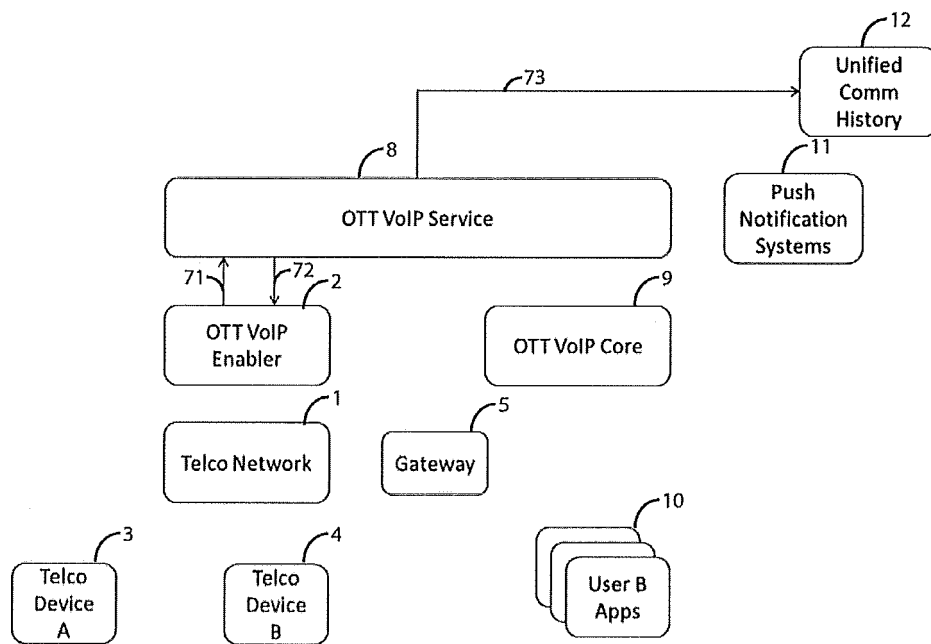 12
Unified
Comm
History
73
11
Push
Notification
Systems
8
OTT VoIP Service
71
72
2
OTT VoIP
Enabler
9
OTT VoIP Core
1
Telco Network
5
Gateway
3
Telco
Device
A
4
Telco
Device
B
10
User B
Apps